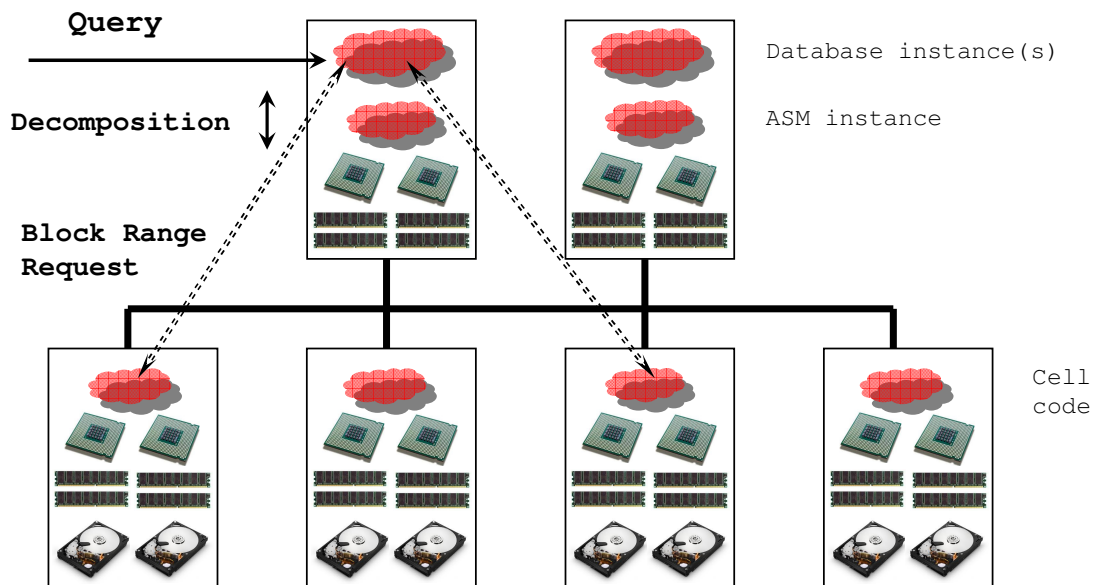 Query
Database instance(s)
Decomposition
ASM instance
Block Range
Request
Cell
code